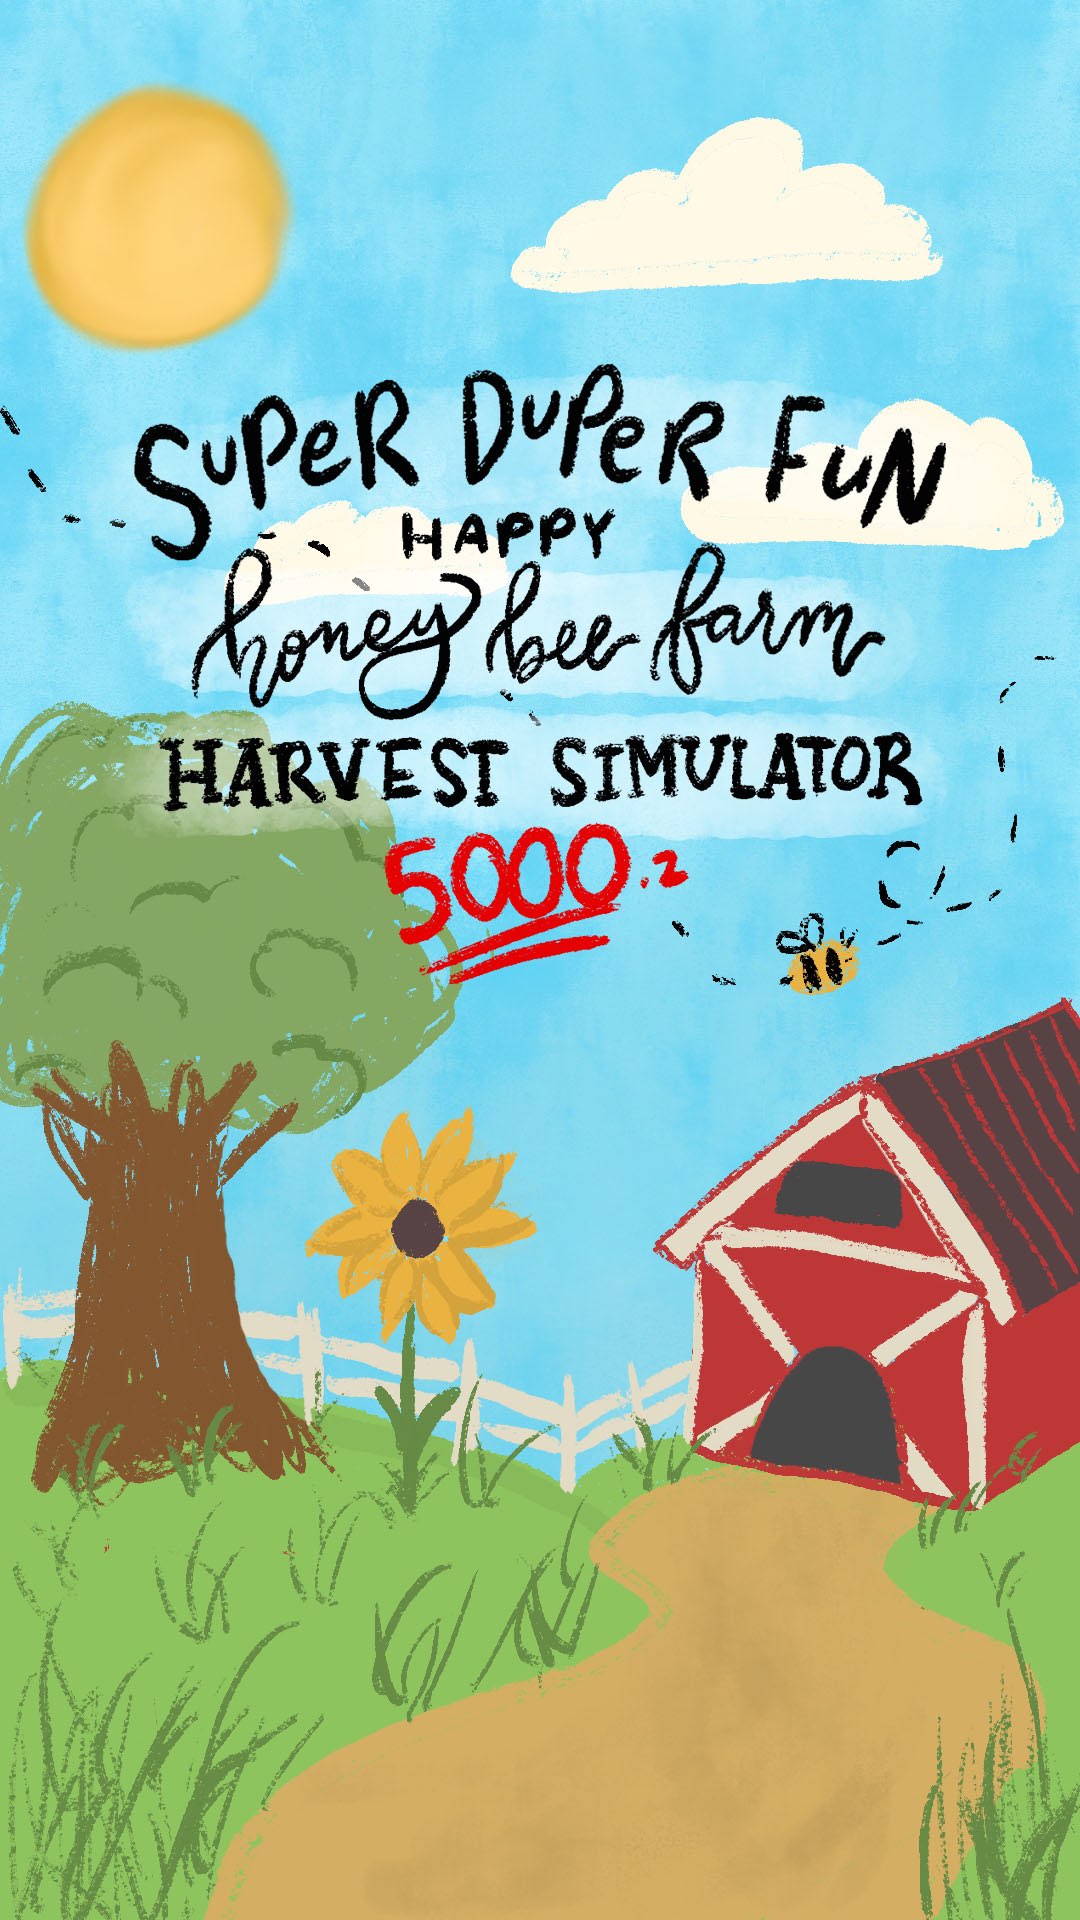 SUPER DUPER FUN
HAPPY
honey bee farm
HARVEST SIMULATOR
5000.2